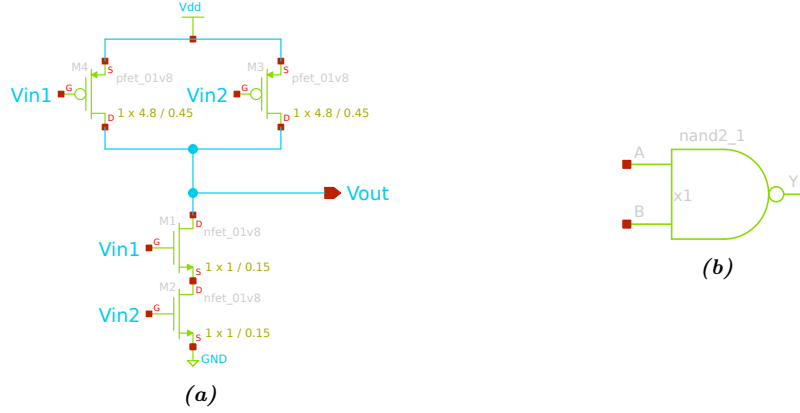 Vdd
M4
S
pfet_01v8
Vin1
G
1 x 4.8 / 0.45
D
M3
S
pfet_01v8
Vin2
G
1 x 4.8 / 0.45
D
Vout
M1
D
nfet_01v8
Vin1
G
S
1 x 1 / 0.15
M2
D
nfet_01v8
Vin2
G
1 x 1 / 0.15
S
GND
(a)
nand2_1
A
x1
Y
B
(b)